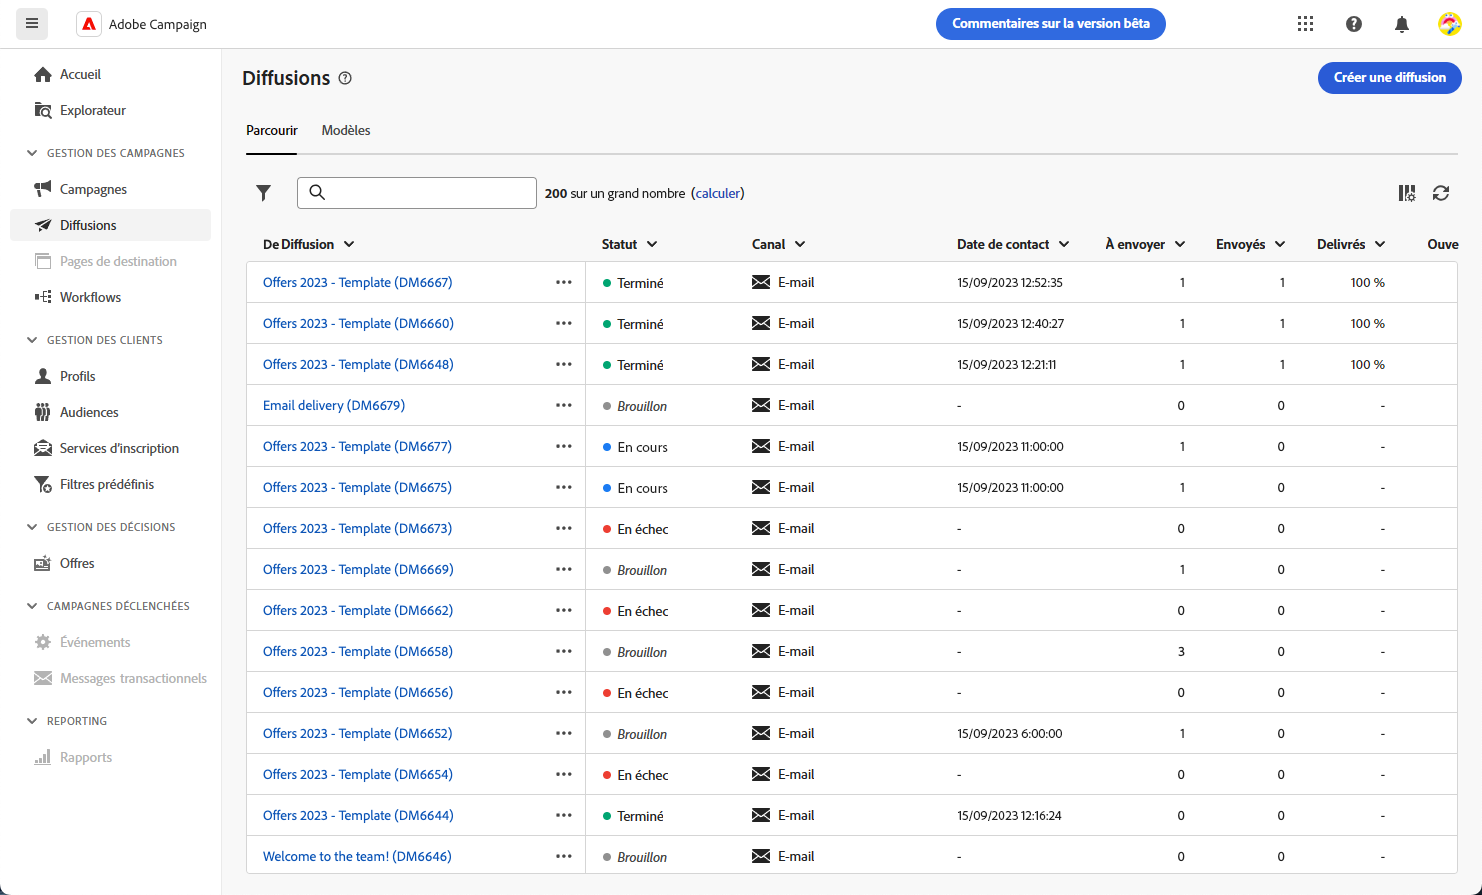 Adobe Campaign
Commentaires sur la version bêta
Accueil
Explorateur
GESTION DES CAMPAGNES
Campagnes
Diffusions
Pages de destination
Workflows
GESTION DES CLIENTS
Profils
Audiences
Services d'inscription
Filtres prédéfinis
GESTION DES DÉCISIONS
Offres
CAMPAGNES DÉCLENCHÉES
Événements
Messages transactionnels
REPORTING
Rapports
Diffusions
Créer une diffusion
Parcourir Modèles
200 sur un grand nombre (calculer)
De Diffusion Statut Canal Date de contact À envoyer Envoyés Delivrés Ouve
Offers 2023 - Template (DM6667) Terminé E-mail 15/09/2023 12:52:35 1 1 100 %
Offers 2023 - Template (DM6660) Terminé E-mail 15/09/2023 12:40:27 1 1 100 %
Offers 2023 - Template (DM6648) Terminé E-mail 15/09/2023 12:21:11 1 1 100 %
Email delivery (DM6679) Brouillon E-mail - 0 0 -
Offers 2023 - Template (DM6677) En cours E-mail 15/09/2023 11:00:00 1 0 -
Offers 2023 - Template (DM6675) En cours E-mail 15/09/2023 11:00:00 1 0 -
Offers 2023 - Template (DM6673) En échec E-mail - 0 0 -
Offers 2023 - Template (DM6669) Brouillon E-mail - 1 0 -
Offers 2023 - Template (DM6662) En échec E-mail - 0 0 -
Offers 2023 - Template (DM6658) Brouillon E-mail - 3 0 -
Offers 2023 - Template (DM6656) En échec E-mail - 0 0 -
Offers 2023 - Template (DM6652) Brouillon E-mail 15/09/2023 6:00:00 1 0 -
Offers 2023 - Template (DM6654) En échec E-mail - 0 0 -
Offers 2023 - Template (DM6644) Terminé E-mail 15/09/2023 12:16:24 0 0 -
Welcome to the team! (DM6646) Brouillon E-mail - 0 0 -